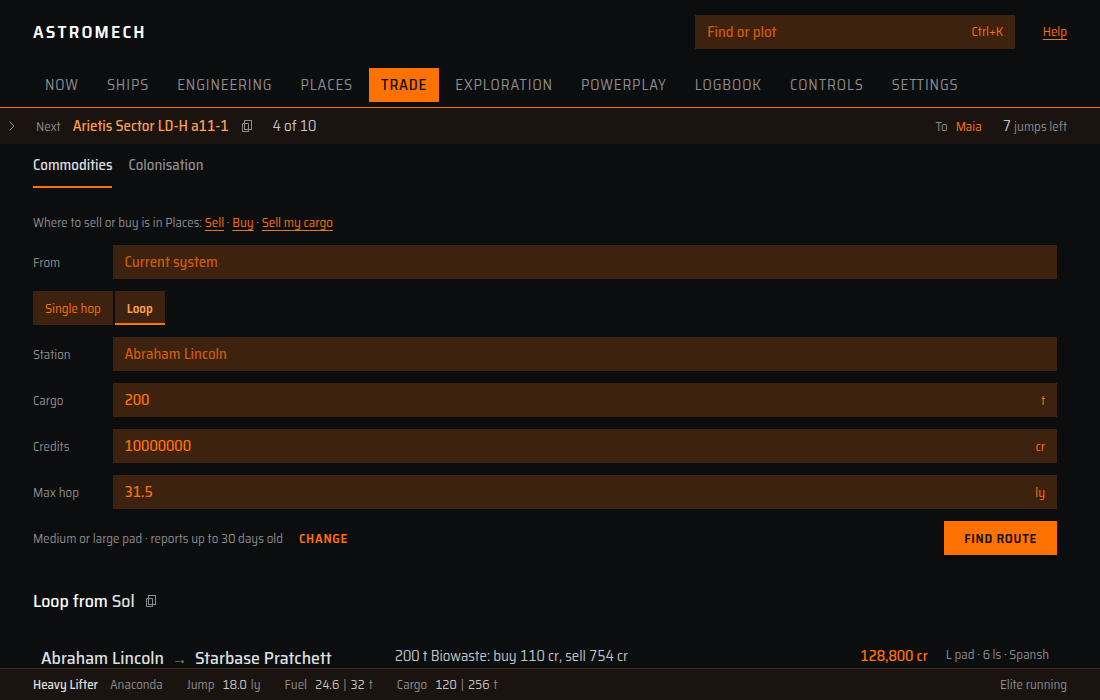 ASTROMECH
Find or plot Ctrl+K Help
NOW SHIPS ENGINEERING PLACES TRADE EXPLORATION POWERPLAY LOGBOOK CONTROLS SETTINGS
Next Arietis Sector LD-H a11-1 4 of 10 To Maia 7 jumps left
Commodities Colonisation
Where to sell or buy is in Places: Sell · Buy · Sell my cargo
From Current system
Single hop Loop
Station Abraham Lincoln
Cargo 200 t
Credits 10000000 cr
Max hop 31.5 ly
Medium or large pad · reports up to 30 days old CHANGE FIND ROUTE
Loop from Sol
Abraham Lincoln → Starbase Pratchett 200 t Biowaste: buy 110 cr, sell 754 cr 128,800 cr L pad · 6 ls · Spansh
Heavy Lifter Anaconda Jump 18.0 ly Fuel 24.6 | 32 t Cargo 120 | 256 t Elite running